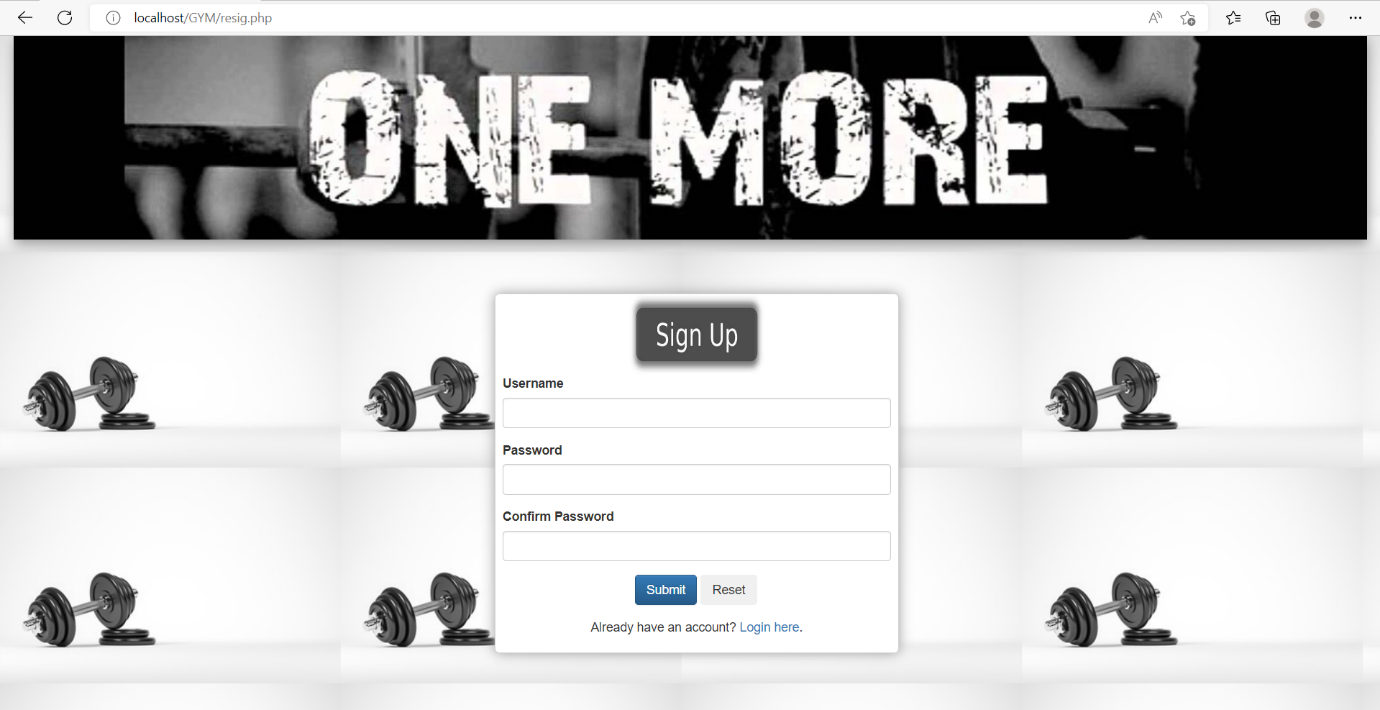 localhost/GYM/resig.php
ONE MORE
Sign Up
Username
Password
Confirm Password
Submit Reset
Already have an account? Login here.